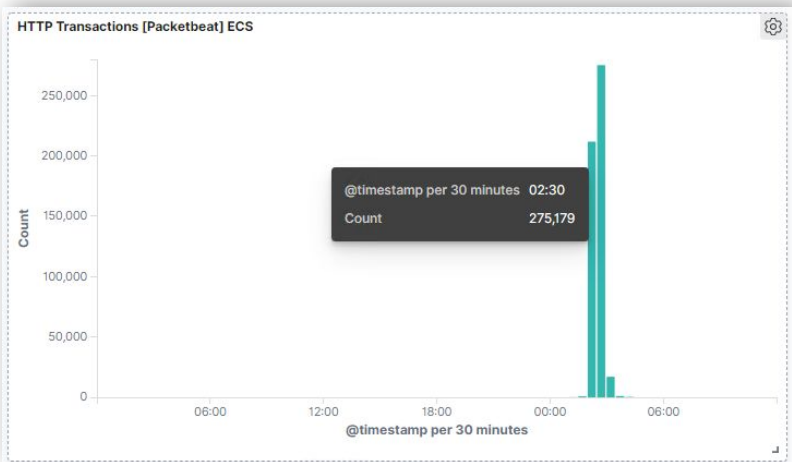 HTTP Transactions [Packetbeat] ECS
250,000
200,000
150,000
100,000
50,000
0
Count
@timestamp per 30 minutes 02:30
Count 275,179
06:00 12:00 18:00 00:00 06:00
@timestamp per 30 minutes